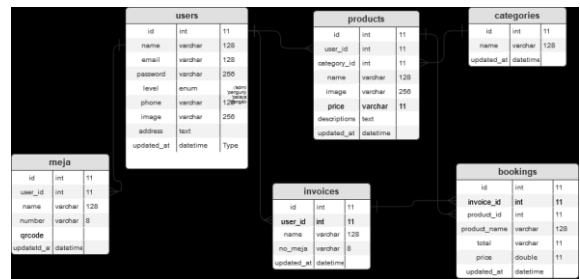 users
id int 11
name varchar 128
email varchar 128
password varchar 256
level enum
phone varchar 128
image varchar 256
address text
updated_at datetime Type
products
id int 11
user_id int 11
category_id int 11
name varchar 128
image varchar 256
price varchar 11
descriptions text
updated_at datetime
categories
id int 11
name varchar 128
updated_at datetime
meja
id int 11
user_id int 11
name varchar 128
number varchar 8
qrcode
datetime
invoices
id int 11
user_id int 11
name varchar 128
no_meja varchar 8
updated_at datetime
bookings
id int 11
invoice_id int 11
product_id int 11
product_name varchar 128
total varchar 11
price double 11
updated_at datetime